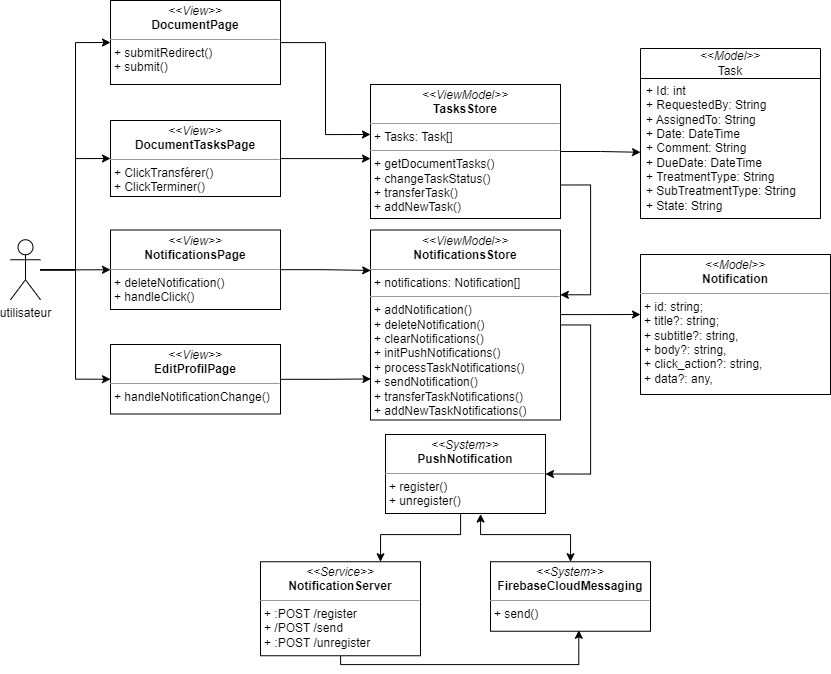 <<View>>
DocumentPage
+ submitRedirect()
+ submit()
<<View>>
DocumentTasksPage
+ ClickTransférer()
+ ClickTerminer()
<<View>>
NotificationsPage
+ deleteNotification()
+ handleClick()
<<View>>
EditProfilPage
+ handleNotificationChange()
utilisateur
<<ViewModel>>
TasksStore
+ Tasks: Task[]
+ getDocumentTasks()
+ changeTaskStatus()
+ transferTask()
+ addNewTask()
<<ViewModel>>
NotificationsStore
+ notifications: Notification[]
+ addNotification()
+ deleteNotification()
+ clearNotifications()
+ initPushNotifications()
+ processTaskNotifications()
+ sendNotification()
+ transferTaskNotifications()
+ addNewTaskNotifications()
<<Model>>
Task
+ Id: int
+ RequestedBy: String
+ AssignedTo: String
+ Date: DateTime
+ Comment: String
+ DueDate: DateTime
+ TreatmentType: String
+ SubTreatmentType: String
+ State: String
<<Model>>
Notification
+ id: string;
+ title?: string;
+ subtitle?: string,
+ body?: string,
+ click_action?: string,
+ data?: any,
<<System>>
PushNotification
+ register()
+ unregister()
<<Service>>
NotificationServer
+ :POST /register
+ /POST /send
+ :POST /unregister
<<System>>
FirebaseCloudMessaging
+ send()